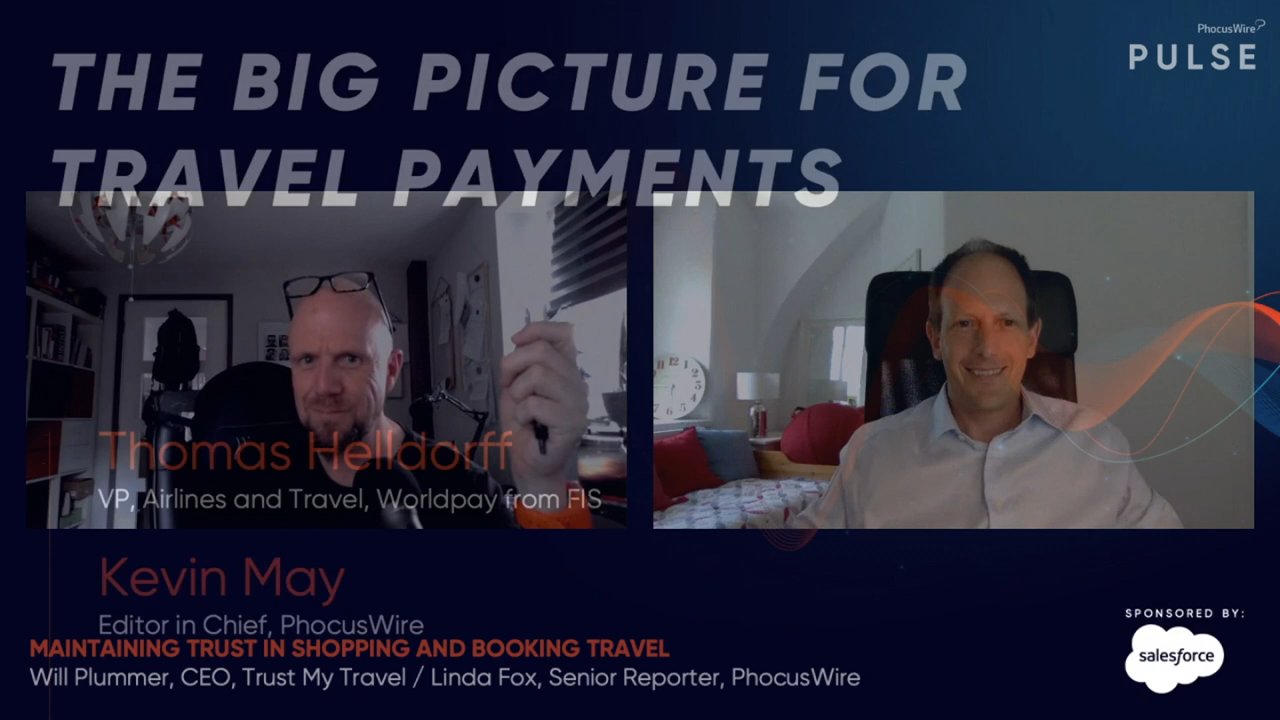 PhocusWire
PULSE
THE BIG PICTURE FOR
TRAVEL PAYMENTS
Thomas Helldorff
VP, Airlines and Travel, Worldpay from FIS
Kevin May
Editor in Chief, PhocusWire
MAINTAINING TRUST IN SHOPPING AND BOOKING TRAVEL
Will Plummer, CEO, Trust My Travel / Linda Fox, Senior Reporter, PhocusWire
SPONSORED BY:
salesforce